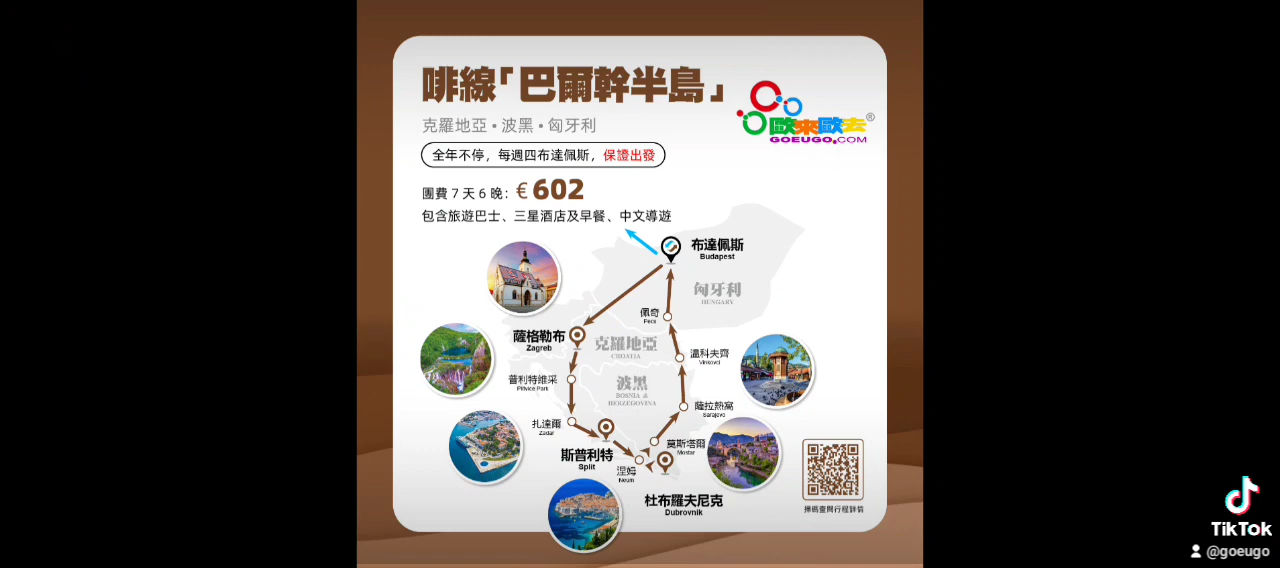 啡線「巴爾幹半島」
克羅地亞 • 波黑 • 匈牙利
歐來歐去®
GOEUGO.COM
全年不停，每週四布達佩斯，保證出發
團費 7 天 6 晚：€ 602
包含旅遊巴士、三星酒店及早餐、中文導遊
布達佩斯
Budapest
匈牙利
HUNGARY
佩奇
Pecs
薩格勒布
Zagreb
克羅地亞
CROATIA
溫科夫齊
Vinkovci
普利特維采
Plitvice Park
波黑
BOSNIA &
HERZEGOVINA
薩拉熱窩
Sarajevo
扎達爾
Zadar
莫斯塔爾
Mostar
斯普利特
Split
涅姆
Neum
杜布羅夫尼克
Dubrovnik
掃碼查閱行程詳情
TikTok
@goeugo